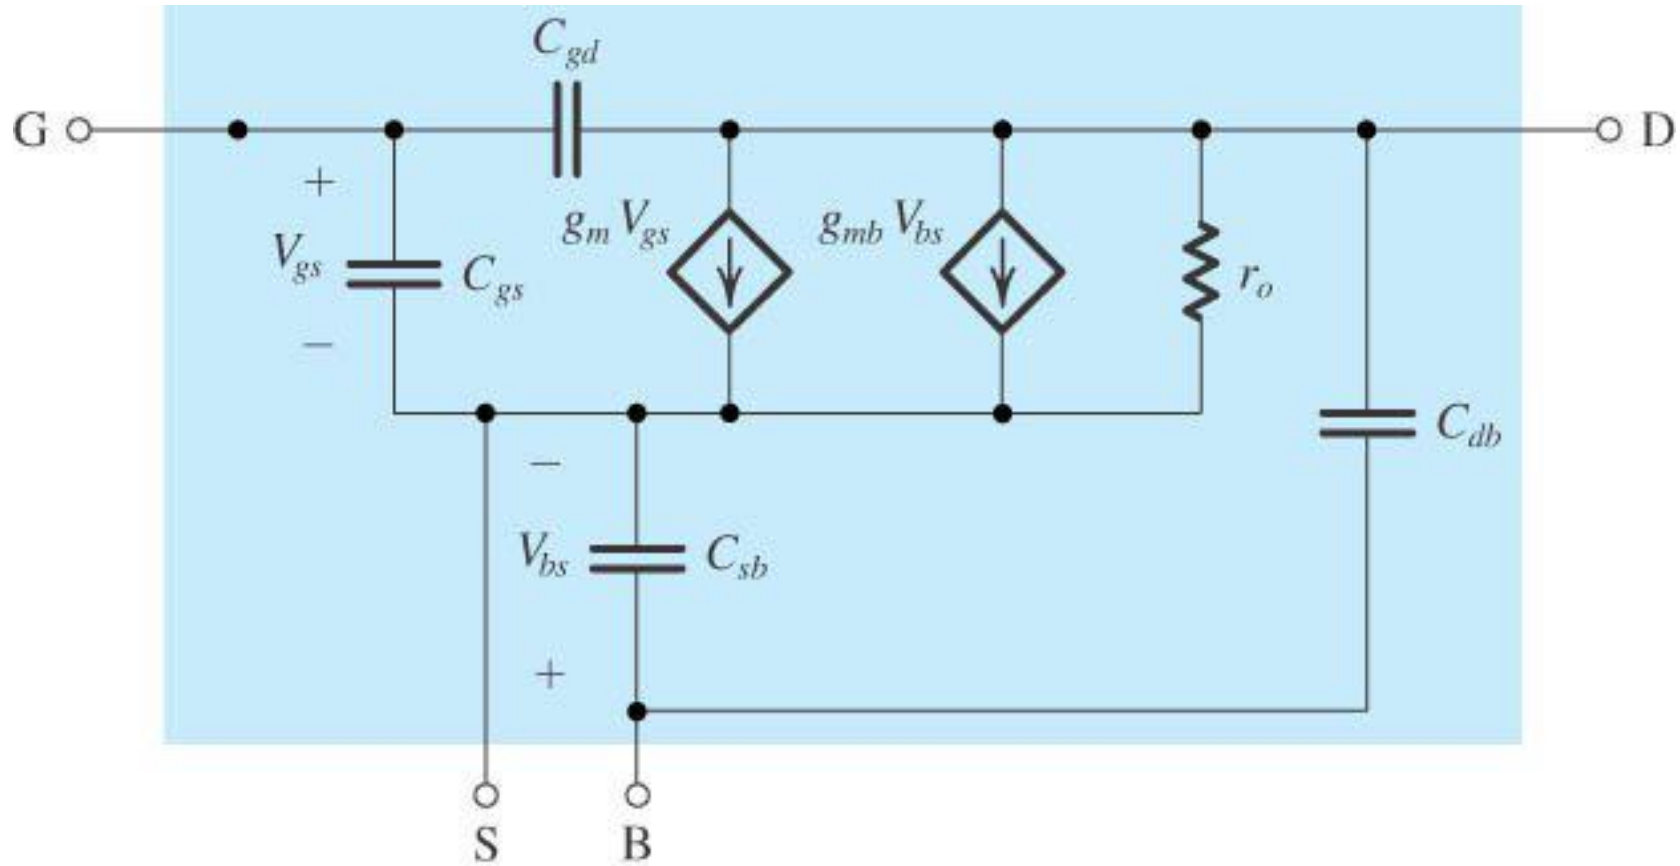 C_gd
G
D
+
g_m V_gs
g_mb V_bs
V_gs
C_gs
r_o
−
C_db
−
V_bs
C_sb
+
S
B